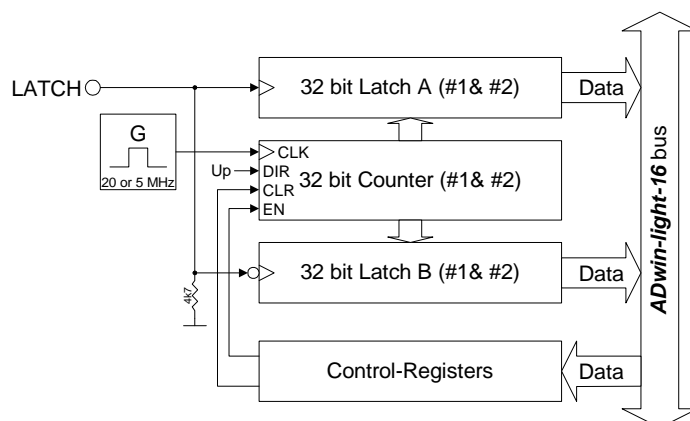 32 bit Latch A (#1& #2)
Data
LATCH
G
20 or 5 MHz
CLK
Up
DIR
32 bit Counter (#1& #2)
CLR
EN
32 bit Latch B (#1& #2)
Data
4k7
Control-Registers
Data
ADwin-light-16 bus